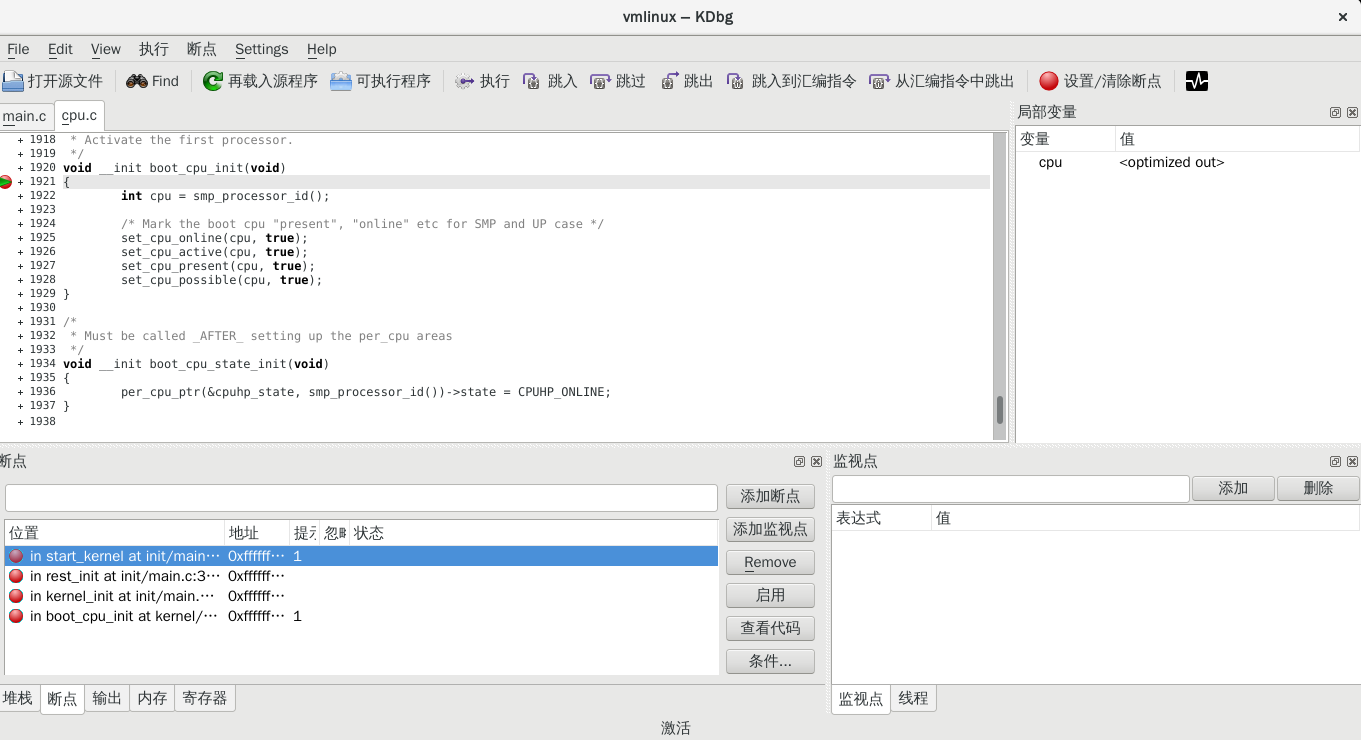 vmlinux – KDbg
File Edit View 执行 断点 Settings Help
打开源文件 Find 再载入源程序 可执行程序 执行 跳入 跳过 跳出 跳入到汇编指令 从汇编指令中跳出 设置/清除断点
main.c cpu.c
+ 1918 * Activate the first processor.
+ 1919 */
+ 1920 void __init boot_cpu_init(void)
+ 1921 {
+ 1922 int cpu = smp_processor_id();
+ 1923
+ 1924 /* Mark the boot cpu "present", "online" etc for SMP and UP case */
+ 1925 set_cpu_online(cpu, true);
+ 1926 set_cpu_active(cpu, true);
+ 1927 set_cpu_present(cpu, true);
+ 1928 set_cpu_possible(cpu, true);
+ 1929 }
+ 1930
+ 1931 /*
+ 1932 * Must be called _AFTER_ setting up the per_cpu areas
+ 1933 */
+ 1934 void __init boot_cpu_state_init(void)
+ 1935 {
+ 1936 per_cpu_ptr(&cpuhp_state, smp_processor_id())->state = CPUHP_ONLINE;
+ 1937 }
+ 1938
局部变量
变量 值
cpu <optimized out>
断点
添加断点
位置 地址 提示 忽略 状态
in start_kernel at init/main··· 0xffffff··· 1
in rest_init at init/main.c:3··· 0xffffff···
in kernel_init at init/main.··· 0xffffff···
in boot_cpu_init at kernel/··· 0xffffff··· 1
添加监视点
Remove
启用
查看代码
条件...
堆栈 断点 输出 内存 寄存器
监视点
添加 删除
表达式 值
监视点 线程
激活